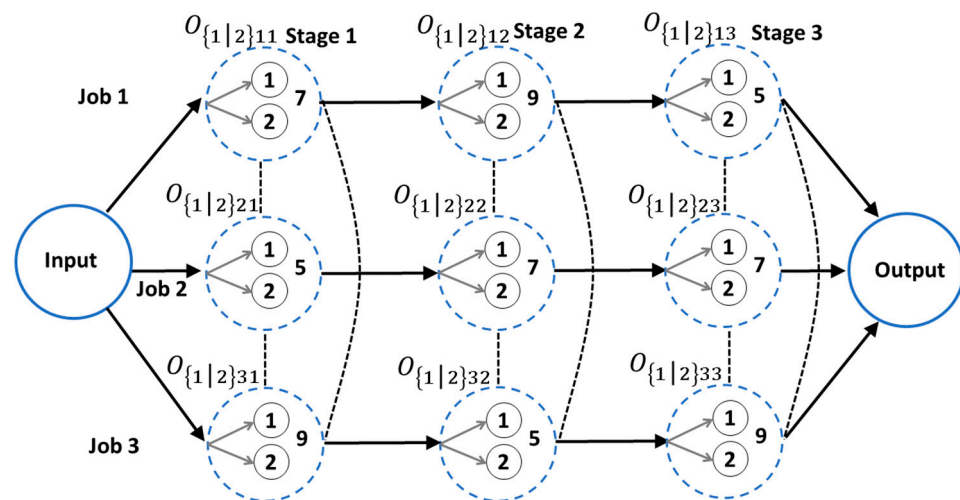 O{1|2}11 Stage 1
O{1|2}12 Stage 2
O{1|2}13 Stage 3
Job 1
1
2
7
1
2
9
1
2
5
O{1|2}21
O{1|2}22
O{1|2}23
Input
Job 2
1
2
5
1
2
7
1
2
7
Output
O{1|2}31
O{1|2}32
O{1|2}33
Job 3
1
2
9
1
2
5
1
2
9